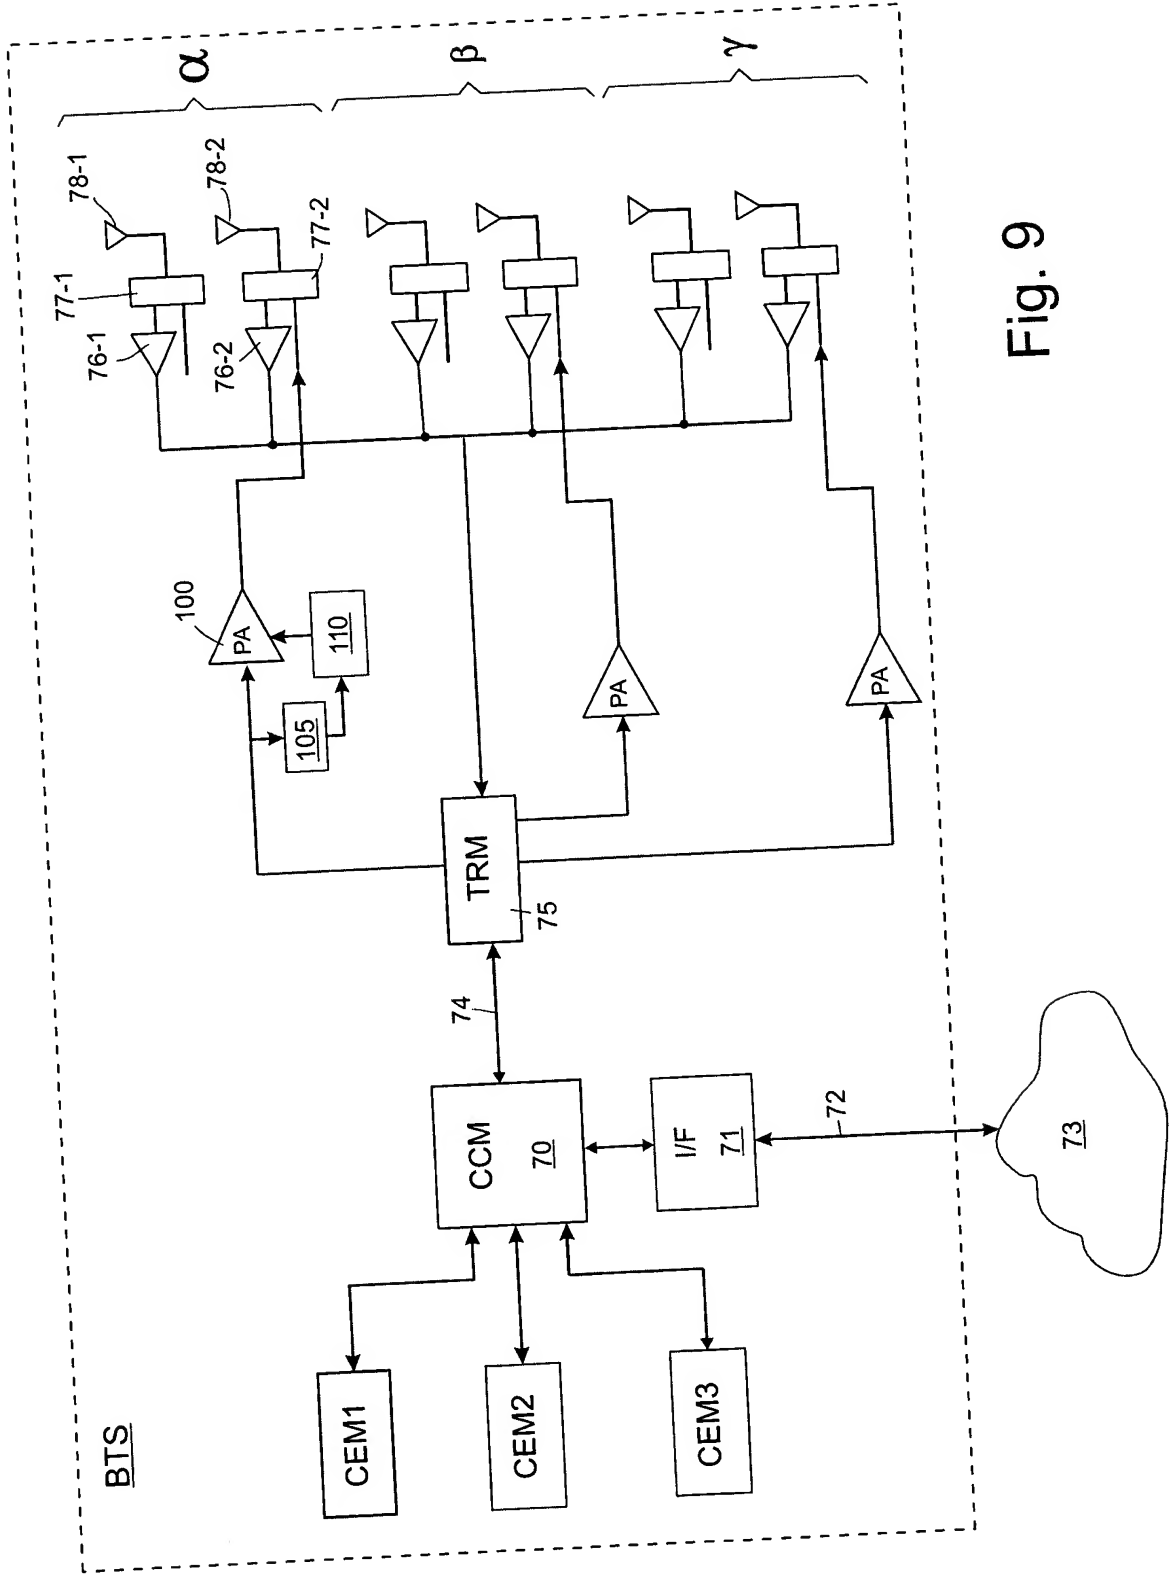 BTS
CEM1
CEM2
CEM3
CCM
70
I/F
71
72
73
74
TRM
75
105
110
100
PA
PA
PA
76-1
77-1
78-1
76-2
77-2
78-2
α
β
γ
Fig. 9